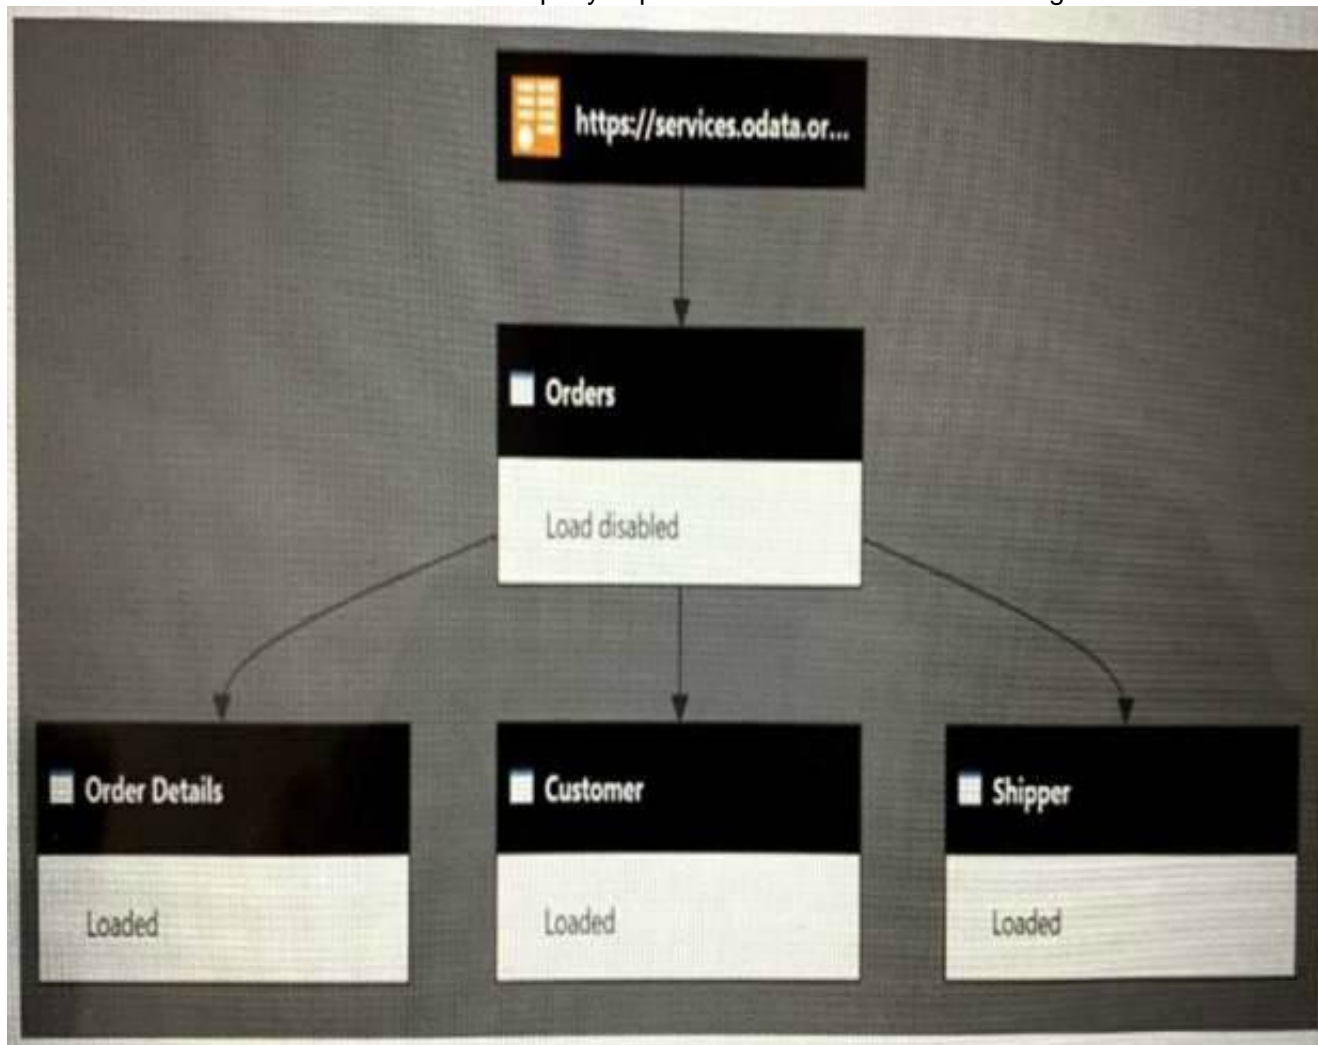 https://services.odata.or...
Orders
Load disabled
Order Details
Customer
Shipper
Loaded
Loaded
Loaded